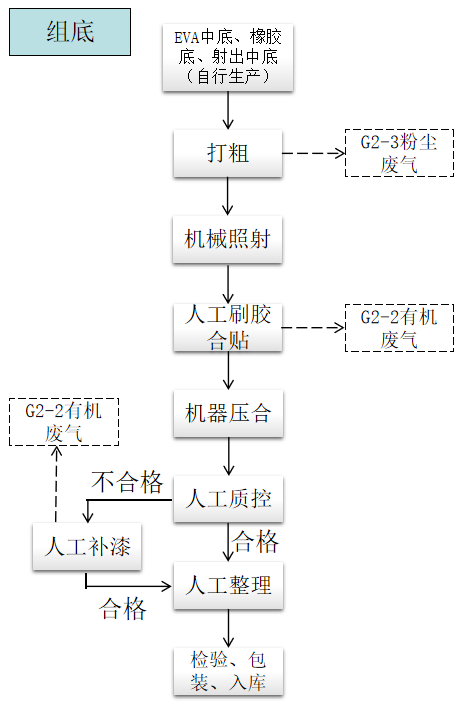 组底
EVA中底、橡胶
底、射出中底
（自行生产）
打粗
G2-3粉尘
废气
机械照射
人工刷胶
合贴
G2-2有机
废气
机器压合
G2-2有机
废气
不合格
人工质控
合格
人工补漆
合格
人工整理
检验、包
装、入库